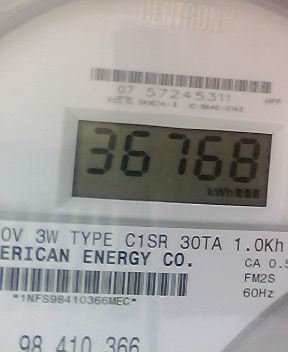 CENTRON
07 57245311
36768
kWh
0V 3W TYPE C1SR 30TA 1.0Kh
ERICAN ENERGY CO.
CA 0.5
FM2S
*1NFS98410366MEC*
60Hz
98 410 366